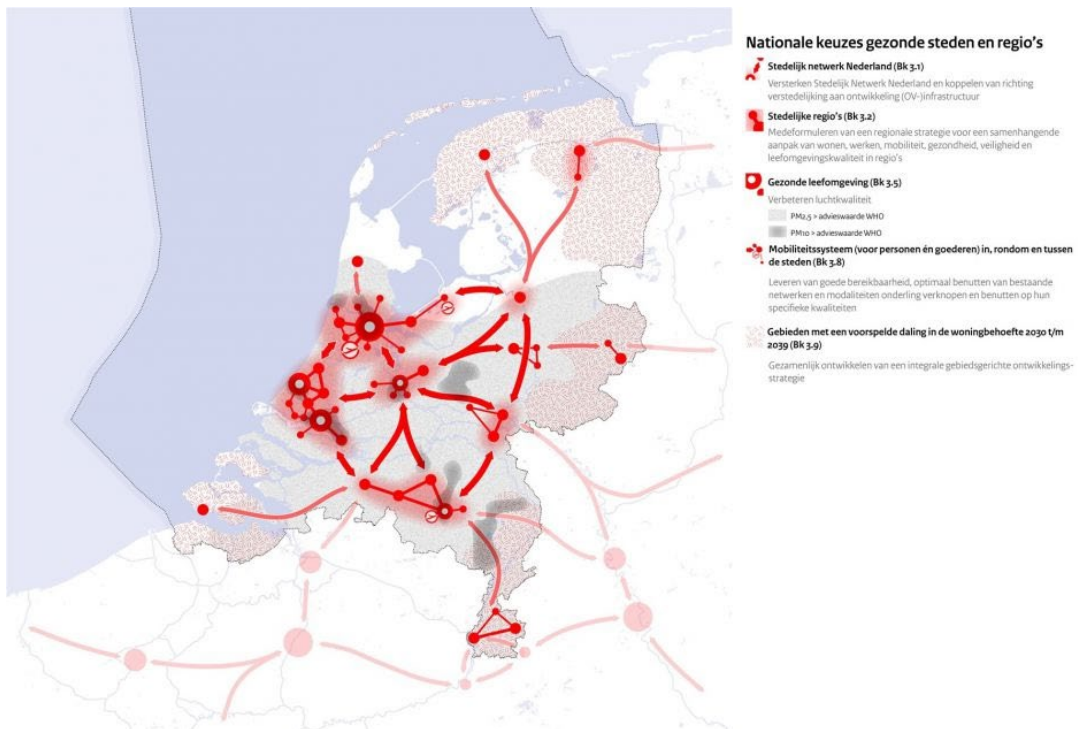 Nationale keuzes gezonde steden en regio's
Stedelijk netwerk Nederland (Bk 3.1)
Versterken Stedelijk Netwerk Nederland en koppelen van richting
verstedelijking aan ontwikkeling (OV-)infrastructuur
Stedelijke regio's (Bk 3.2)
Medeformuleren van een regionale strategie voor een samenhangende
aanpak van wonen, werken, mobiliteit, gezondheid, veiligheid en
leefomgevingskwaliteit in regio's
Gezonde leefomgeving (Bk 3.5)
Verbeteren luchtkwaliteit
PM2,5 > advieswaarde WHO
PM10 > advieswaarde WHO
Mobiliteitssysteem (voor personen én goederen) in, rondom en tussen
de steden (Bk 3.8)
Leveren van goede bereikbaarheid, optimaal benutten van bestaande
netwerken en modaliteiten onderling verknopen en benutten op hun
specifieke kwaliteiten
Gebieden met een voorspelde daling in de woningbehoefte 2030 t/m
2039 (Bk 3.9)
Gezamenlijk ontwikkelen van een integrale gebiedsgerichte ontwikkelings-
strategie